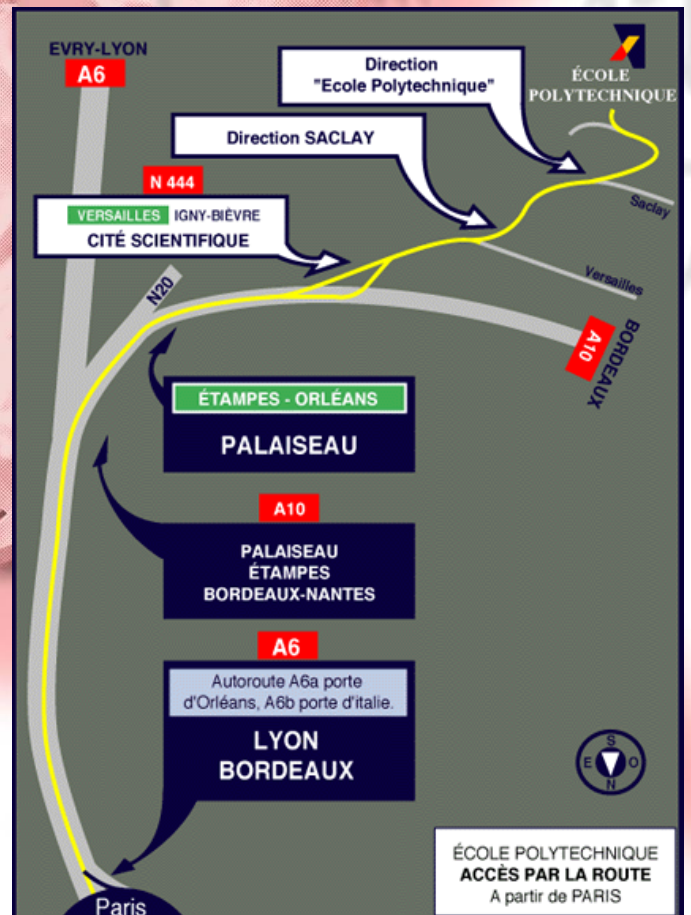 EVRY-LYON
A6
Direction
"Ecole Polytechnique"
ÉCOLE
POLYTECHNIQUE
Direction SACLAY
N 444
VERSAILLES IGNY-BIÈVRE
CITÉ SCIENTIFIQUE
Saclay
Versailles
N20
A10
BORDEAUX
ÉTAMPES - ORLÉANS
PALAISEAU
A10
PALAISEAU
ÉTAMPES
BORDEAUX-NANTES
A6
Autoroute A6a porte
d'Orléans, A6b porte d'italie.
LYON
BORDEAUX
S
E O
N
ÉCOLE POLYTECHNIQUE
ACCÈS PAR LA ROUTE
A partir de PARIS
Paris